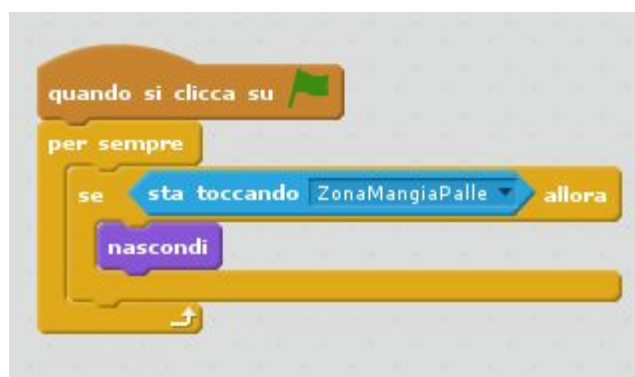 quando si clicca su
per sempre
se sta toccando ZonaMangiaPalle allora
nascondi